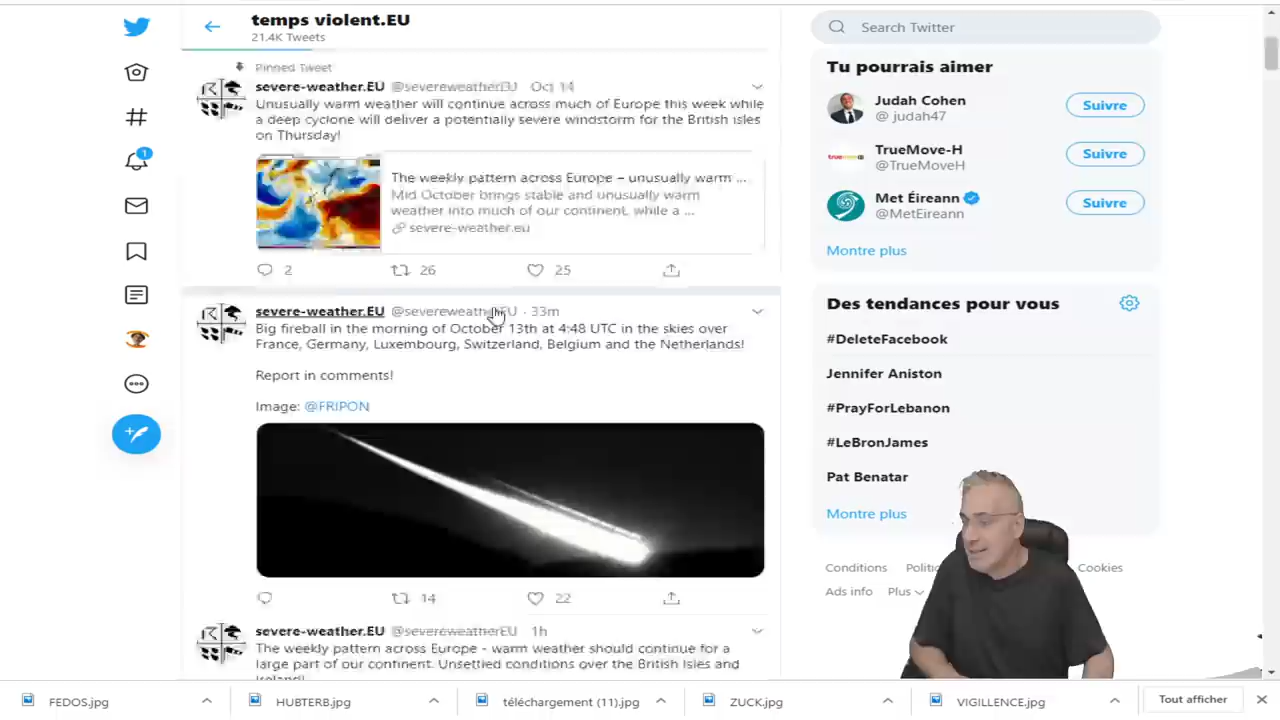 temps violent.EU
21.4K Tweets
Search Twitter
Pinned Tweet
severe-weather.EU @severeweatherEU Oct 14
Unusually warm weather will continue across much of Europe this week while
a deep cyclone will deliver a potentially severe windstorm for the British Isles
on Thursday!
The weekly pattern across Europe – unusually warm ...
Mid October brings stable and unusually warm
weather into much of our continent, while a ...
severe-weather.eu
2 26 25
severe-weather.EU @severeweatherEU · 33m
Big fireball in the morning of October 13th at 4:48 UTC in the skies over
France, Germany, Luxembourg, Switzerland, Belgium and the Netherlands!
Report in comments!
Image: @FRIPON
14 22
severe-weather.EU @severeweatherEU 1h
The weekly pattern across Europe - warm weather should continue for a
large part of our continent. Unsettled conditions over the British Isles and
Ireland!!
1
Tu pourrais aimer
Judah Cohen
@ judah47
Suivre
TrueMove-H
@TrueMoveH
Suivre
Met Éireann
@MetEireann
Suivre
Montre plus
Des tendances pour vous
#DeleteFacebook
Jennifer Aniston
#PrayForLebanon
#LeBronJames
Pat Benatar
Montre plus
Conditions Cookies
Ads info Plus
FEDOS.jpg
HUBTERB.jpg
téléchargement (11).jpg
ZUCK.jpg
VIGILLENCE.jpg
Tout afficher